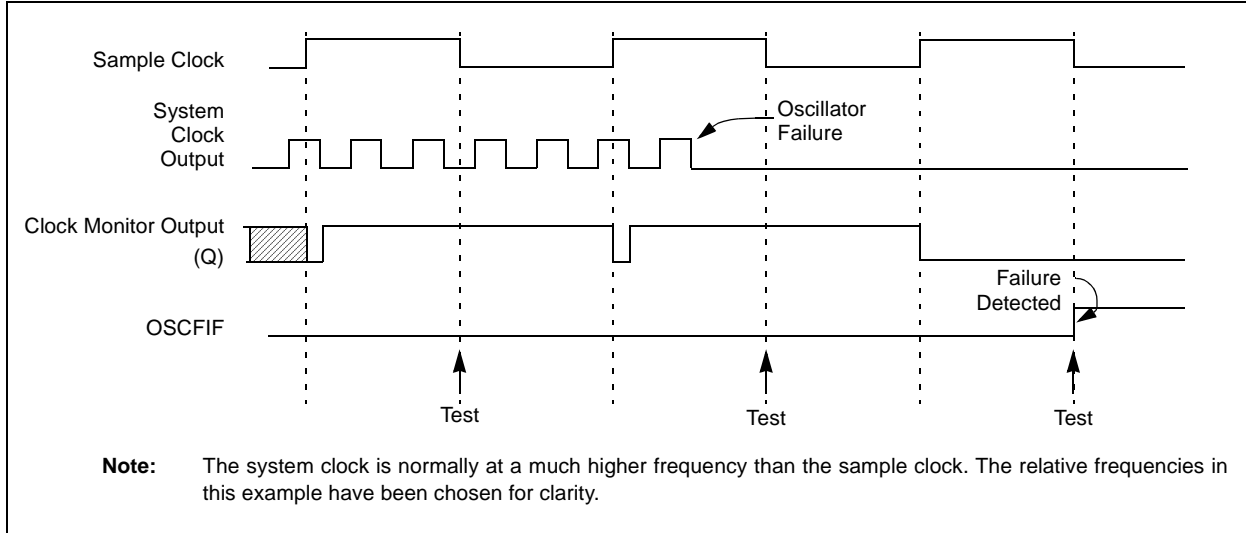 Sample Clock
System
Clock
Output
Oscillator
Failure
Clock Monitor Output
(Q)
Failure
Detected
OSCFIF
Test
Test
Test
Note: The system clock is normally at a much higher frequency than the sample clock. The relative frequencies in
this example have been chosen for clarity.